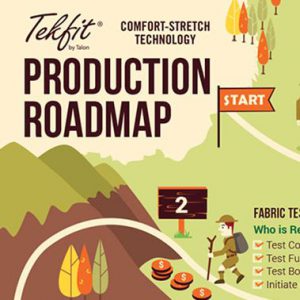 Tekfit®
by Talon
COMFORT-STRETCH
TECHNOLOGY
PRODUCTION
ROADMAP
START
2
FABRIC TES
Who is Re
Test Co
Test Fu
Test Bo
Initiate